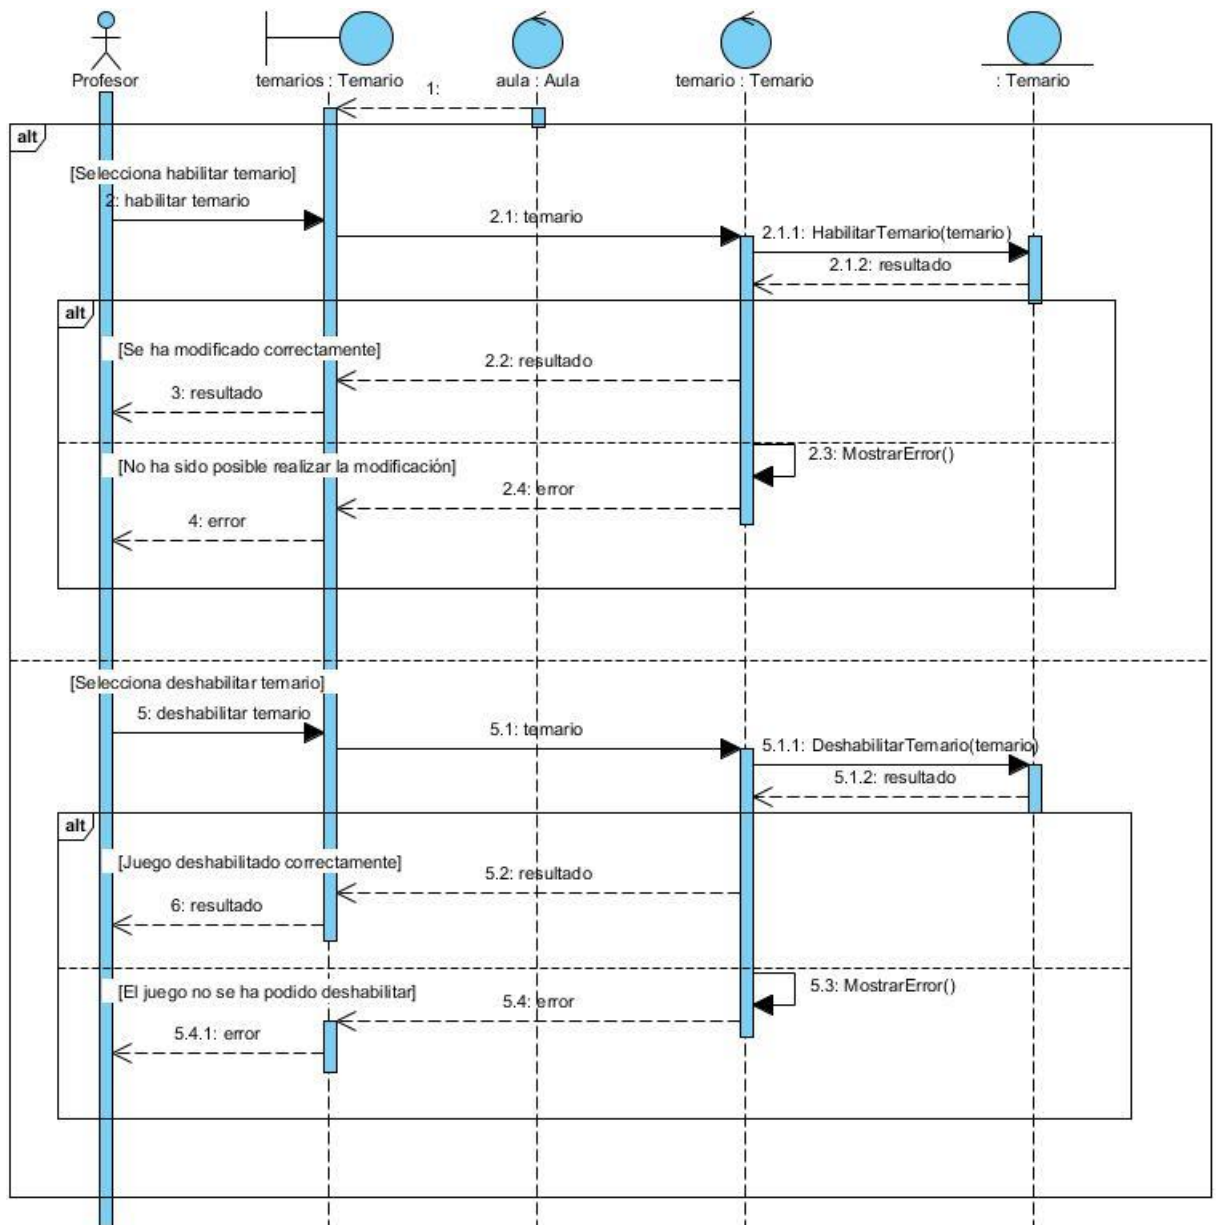 Profesor
temarios : Temario
aula : Aula
temario : Temario
: Temario
1:
alt
[Selecciona habilitar temario]
2: habilitar temario
2.1: temario
2.1.1: HabilitarTemario(temario)
2.1.2: resultado
alt
[Se ha modificado correctamente]
2.2: resultado
3: resultado
2.3: MostrarError()
[No ha sido posible realizar la modificación]
2.4: error
4: error
[Selecciona deshabilitar temario]
5: deshabilitar temario
5.1: temario
5.1.1: DeshabilitarTemario(temario)
5.1.2: resultado
alt
[Juego deshabilitado correctamente]
5.2: resultado
6: resultado
5.3: MostrarError()
[El juego no se ha podido deshabilitar]
5.4: error
5.4.1: error